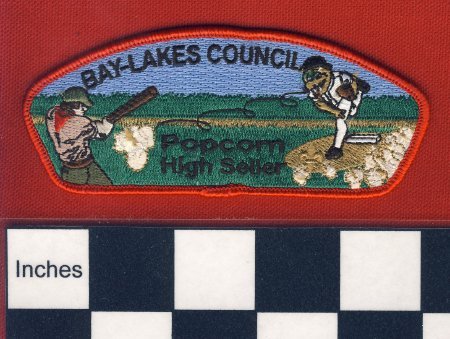 BAY-LAKES COUNCIL
Popcorn
High Seller
Inches